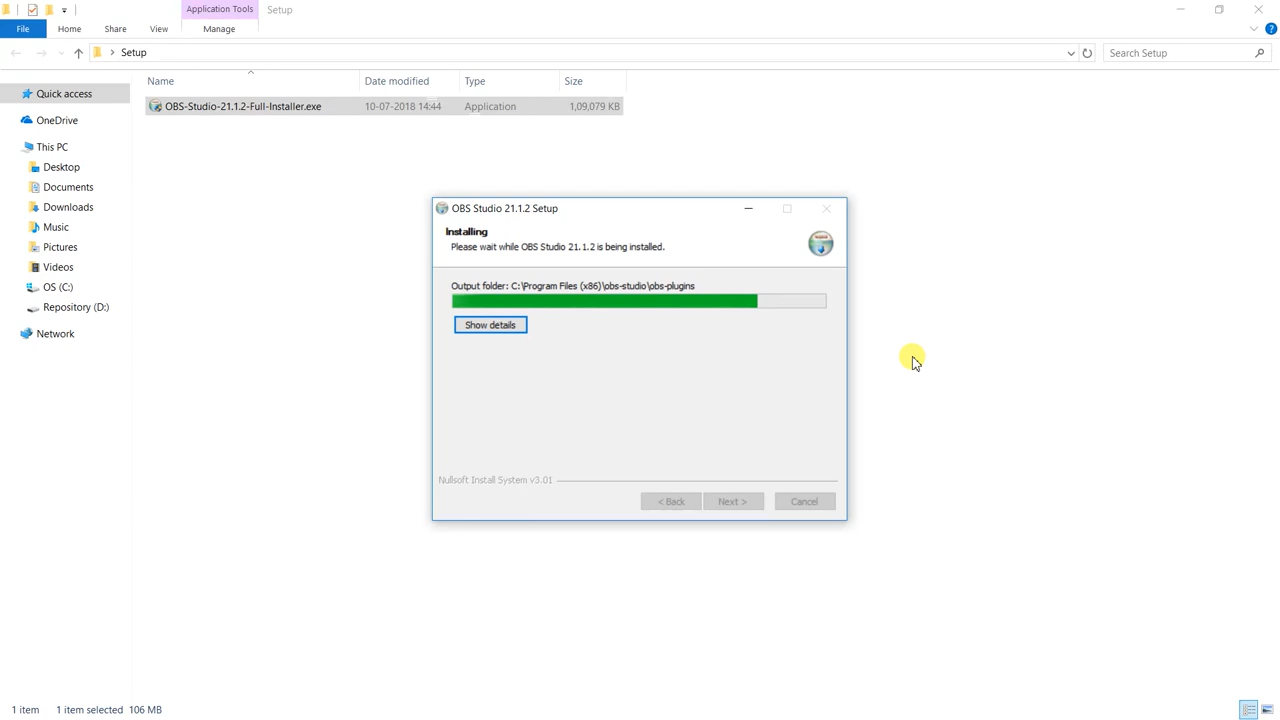 Application Tools
Setup
File
Home
Share
View
Manage
Setup
Search Setup
Name
Date modified
Type
Size
Quick access
OBS-Studio-21.1.2-Full-Installer.exe
10-07-2018 14:44
Application
1,09,079 KB
OneDrive
This PC
Desktop
Documents
Downloads
Music
Pictures
Videos
OS (C:)
Repository (D:)
Network
OBS Studio 21.1.2 Setup
Installing
Please wait while OBS Studio 21.1.2 is being installed.
Output folder: C:\Program Files (x86)\obs-studio\obs-plugins
Show details
Nullsoft Install System v3.01
< Back
Next >
Cancel
1 item
1 item selected
106 MB